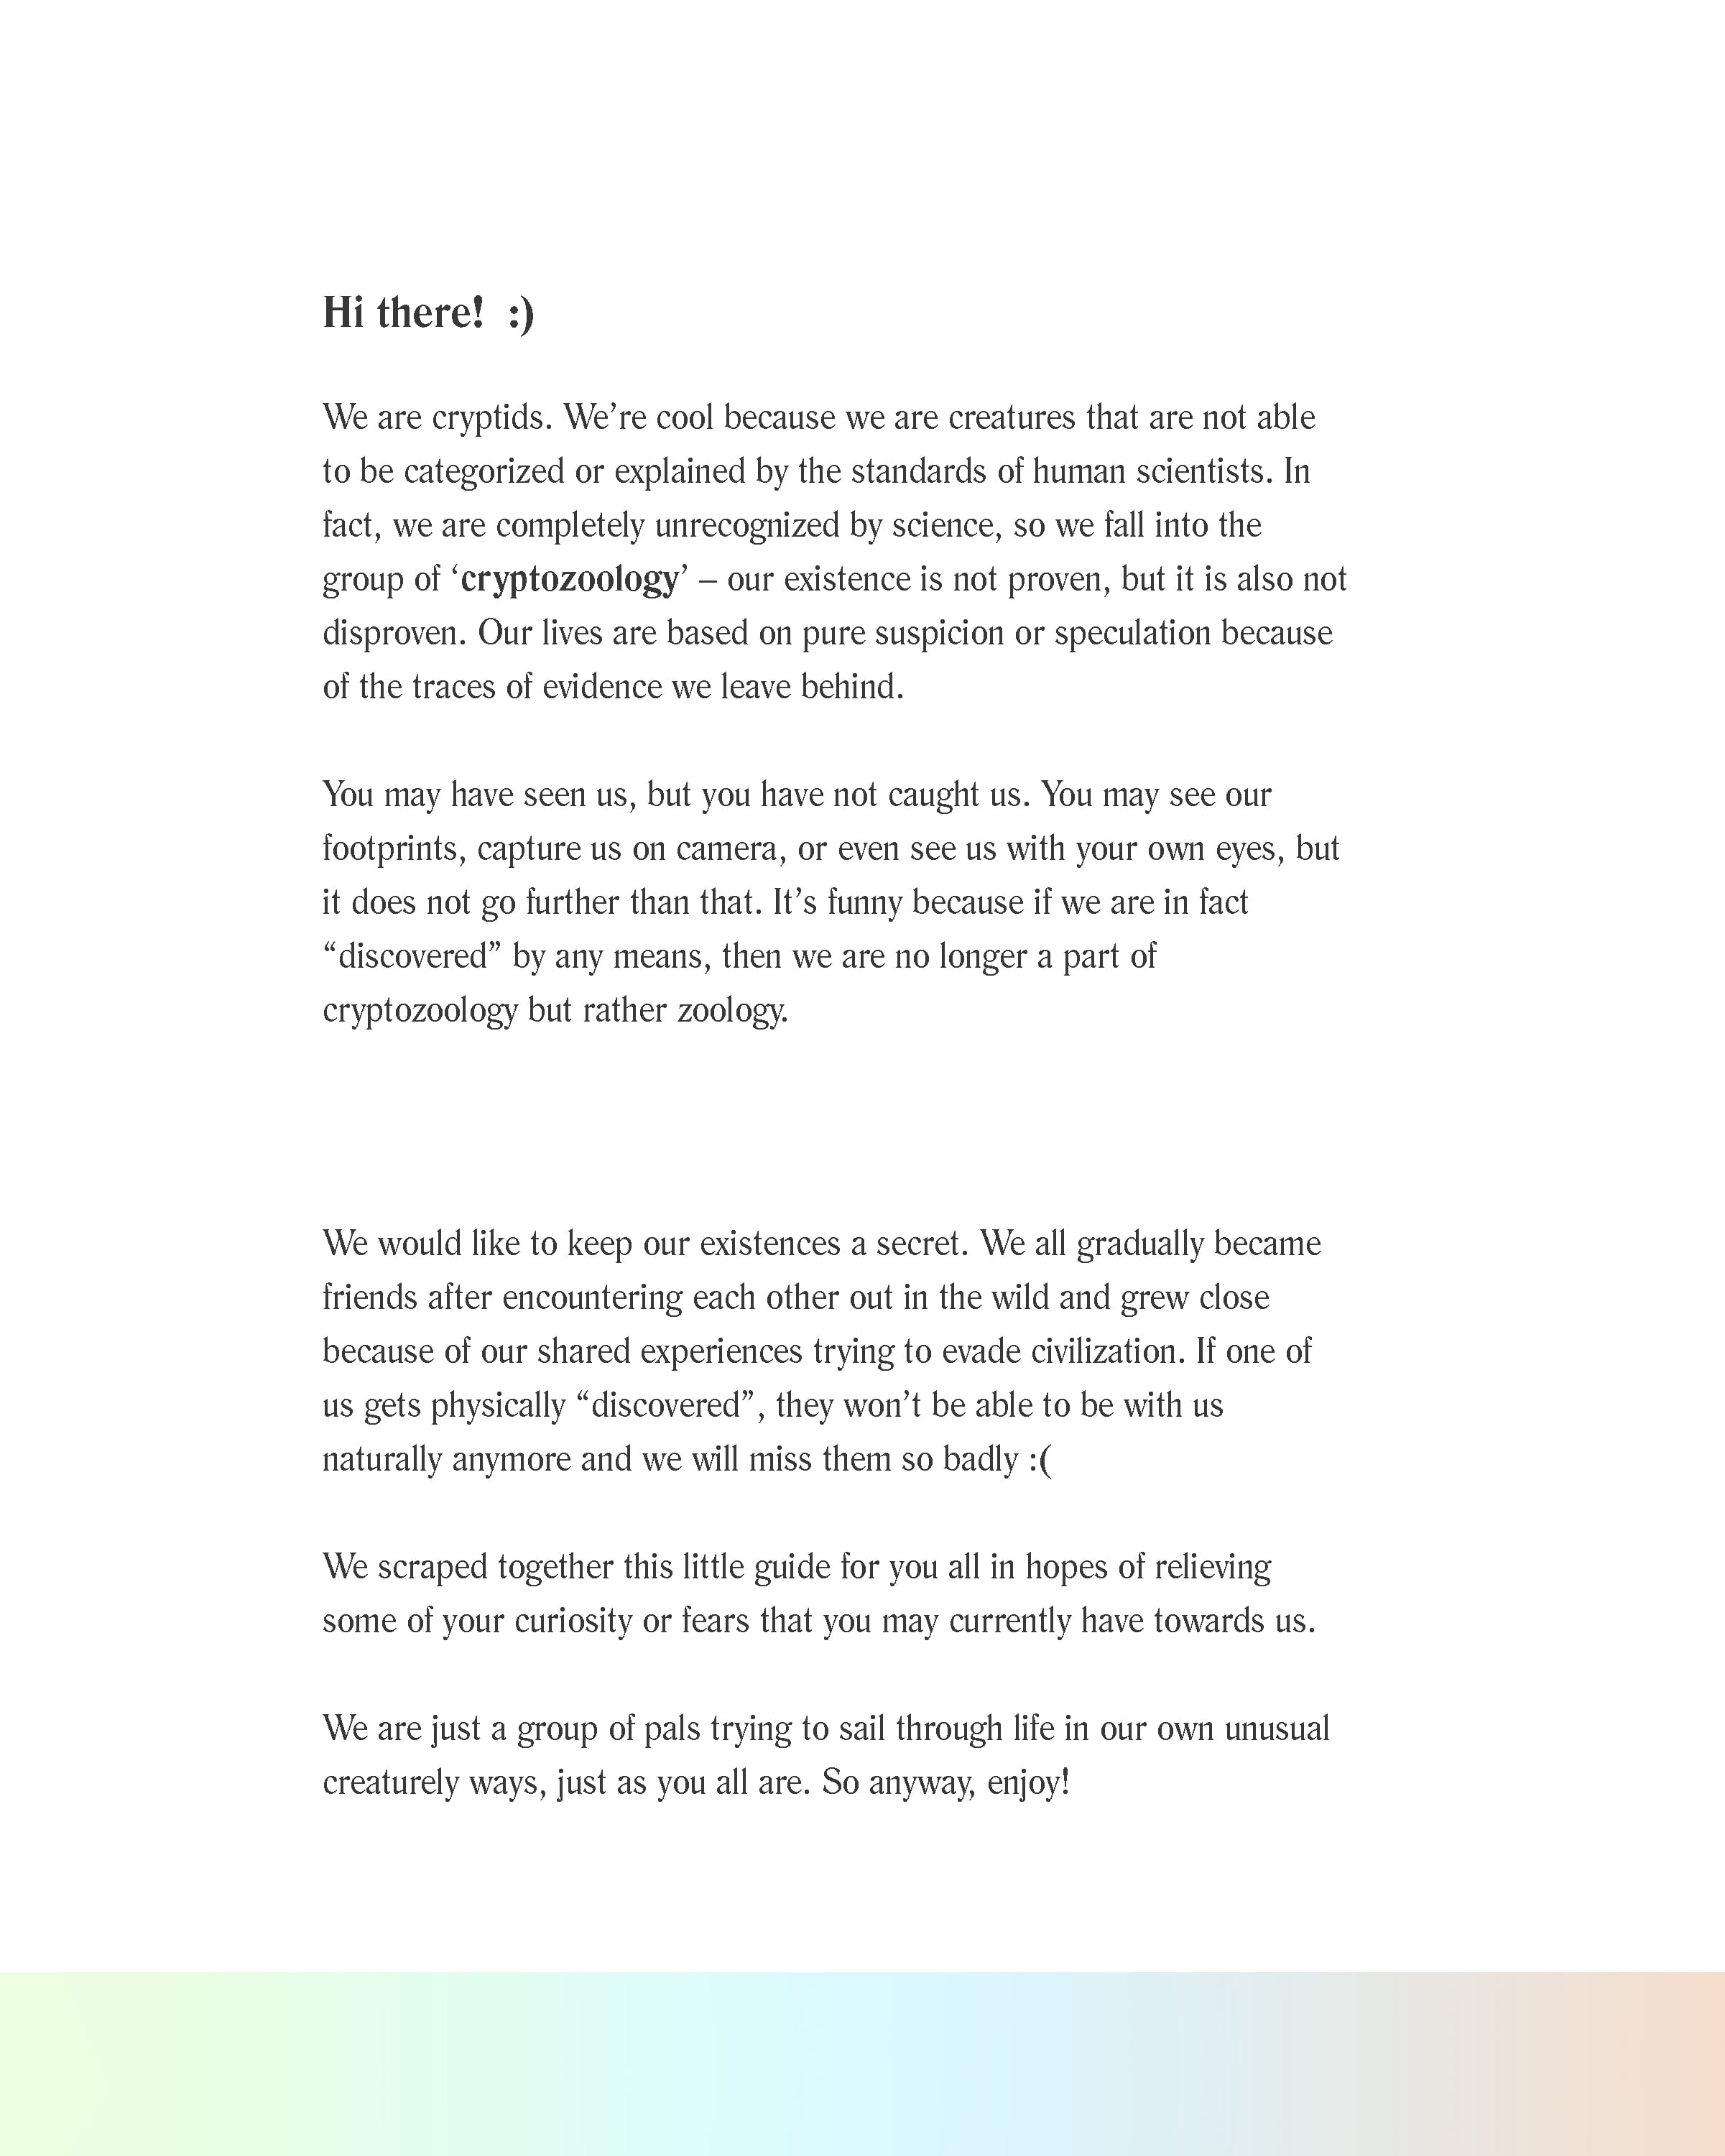 Hi there!  :)
We are cryptids. We’re cool because we are creatures that are not able
to be categorized or explained by the standards of human scientists. In
fact, we are completely unrecognized by science, so we fall into the
group of ‘cryptozoology’ – our existence is not proven, but it is also not
disproven. Our lives are based on pure suspicion or speculation because
of the traces of evidence we leave behind.
You may have seen us, but you have not caught us. You may see our
footprints, capture us on camera, or even see us with your own eyes, but
it does not go further than that. It’s funny because if we are in fact
“discovered” by any means, then we are no longer a part of
cryptozoology but rather zoology.
We would like to keep our existences a secret. We all gradually became
friends after encountering each other out in the wild and grew close
because of our shared experiences trying to evade civilization. If one of
us gets physically “discovered”, they won’t be able to be with us
naturally anymore and we will miss them so badly :(
We scraped together this little guide for you all in hopes of relieving
some of your curiosity or fears that you may currently have towards us.
We are just a group of pals trying to sail through life in our own unusual
creaturely ways, just as you all are. So anyway, enjoy!